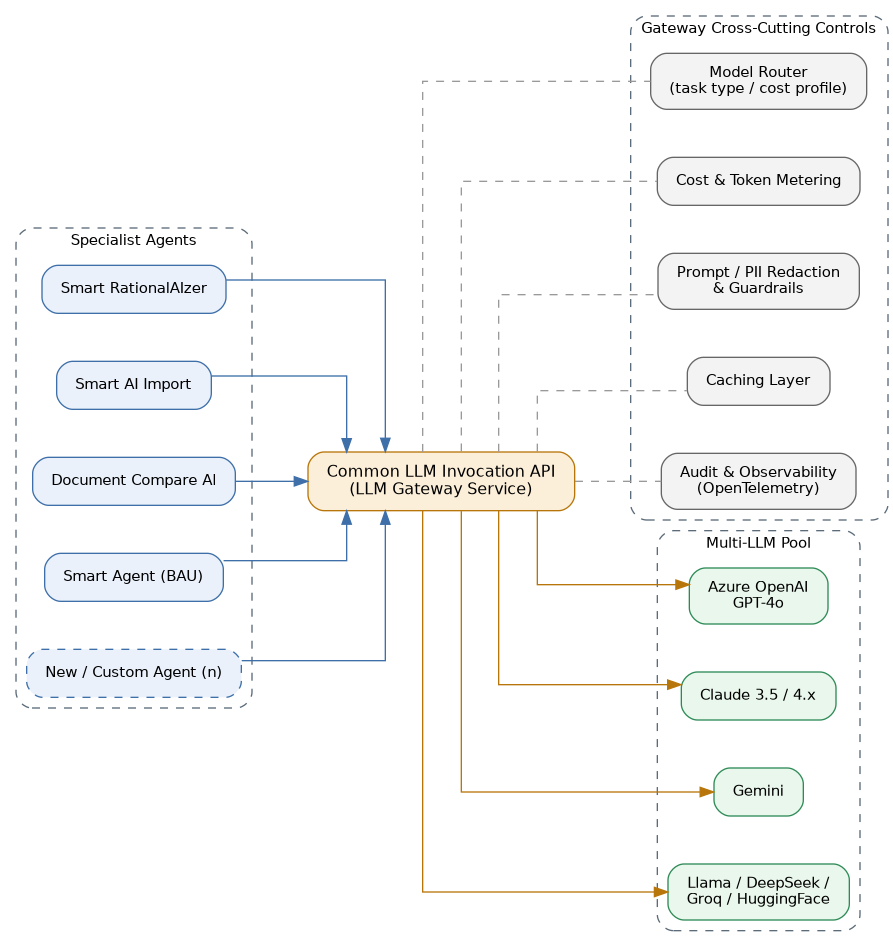 Specialist Agents
Smart RationalAIzer
Smart AI Import
Document Compare AI
Smart Agent (BAU)
New / Custom Agent (n)
Common LLM Invocation API
(LLM Gateway Service)
Gateway Cross-Cutting Controls
Model Router
(task type / cost profile)
Cost & Token Metering
Prompt / PII Redaction
& Guardrails
Caching Layer
Audit & Observability
(OpenTelemetry)
Multi-LLM Pool
Azure OpenAI
GPT-4o
Claude 3.5 / 4.x
Gemini
Llama / DeepSeek /
Groq / HuggingFace